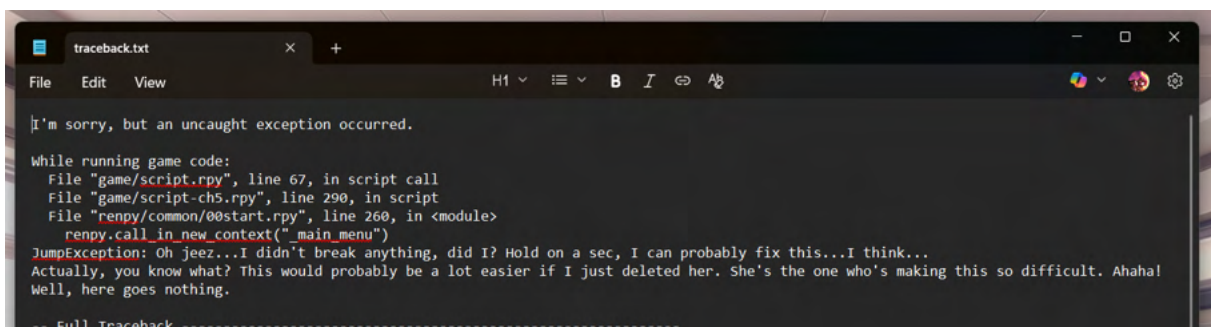 traceback.txt
File Edit View H1 B I
I'm sorry, but an uncaught exception occurred.
While running game code:
File "game/script.rpy", line 67, in script call
File "game/script-ch5.rpy", line 290, in script
File "renpy/common/00start.rpy", line 260, in <module>
renpy.call_in_new_context("_main_menu")
JumpException: Oh jeez...I didn't break anything, did I? Hold on a sec, I can probably fix this...I think...
Actually, you know what? This would probably be a lot easier if I just deleted her. She's the one who's making this so difficult. Ahaha!
Well, here goes nothing.
-- Full Traceback ------------------------------------------------------------